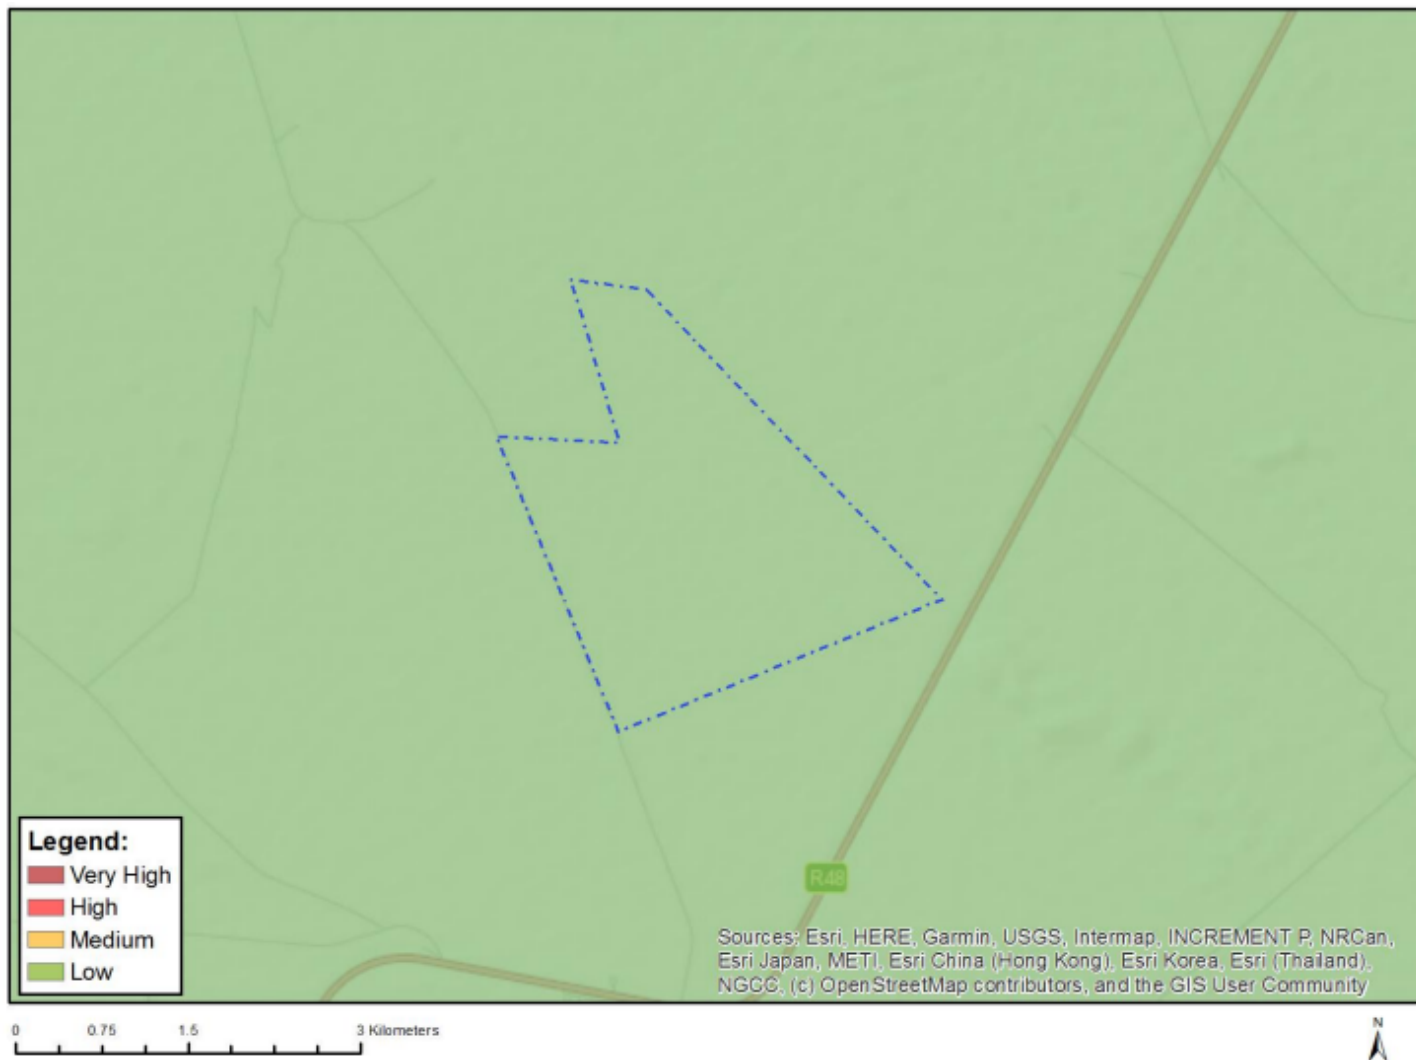 R48
Legend:
Very High
High
Medium
Low
Sources: Esri, HERE, Garmin, USGS, Intermap, INCREMENT P, NRCan,
Esri Japan, METI, Esri China (Hong Kong), Esri Korea, Esri (Thailand),
NGCC, (c) OpenStreetMap contributors, and the GIS User Community
0 0.75 1.5 3 Kilometers
N